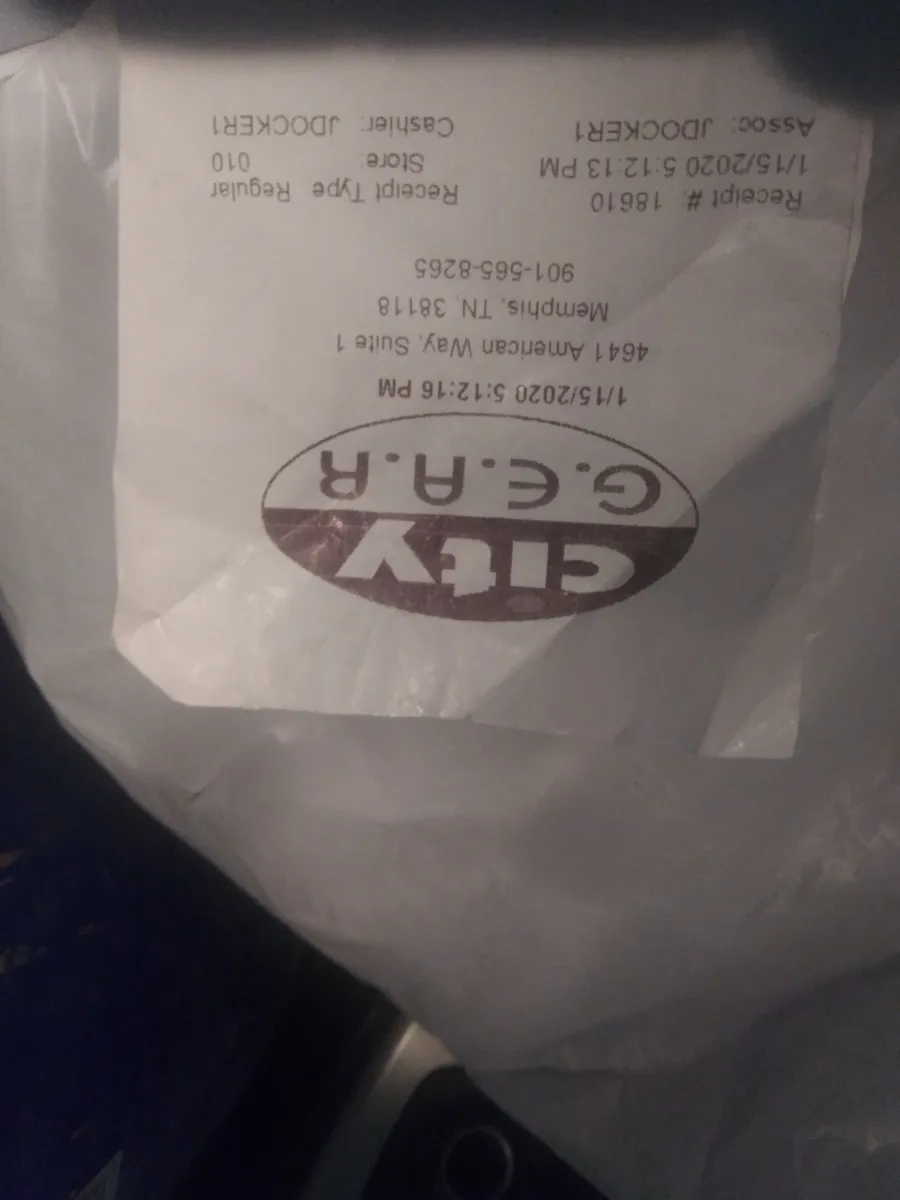 city
G.E.A.R
1/15/2020 5:12:16 PM
4641 American Way, Suite 1
Memphis, TN, 38118
901-565-8265
Receipt # 18610 Receipt Type Regular
1/15/2020 5:12:13 PM Store: 010
Assoc: JDOCKER1 Cashier: JDOCKER1